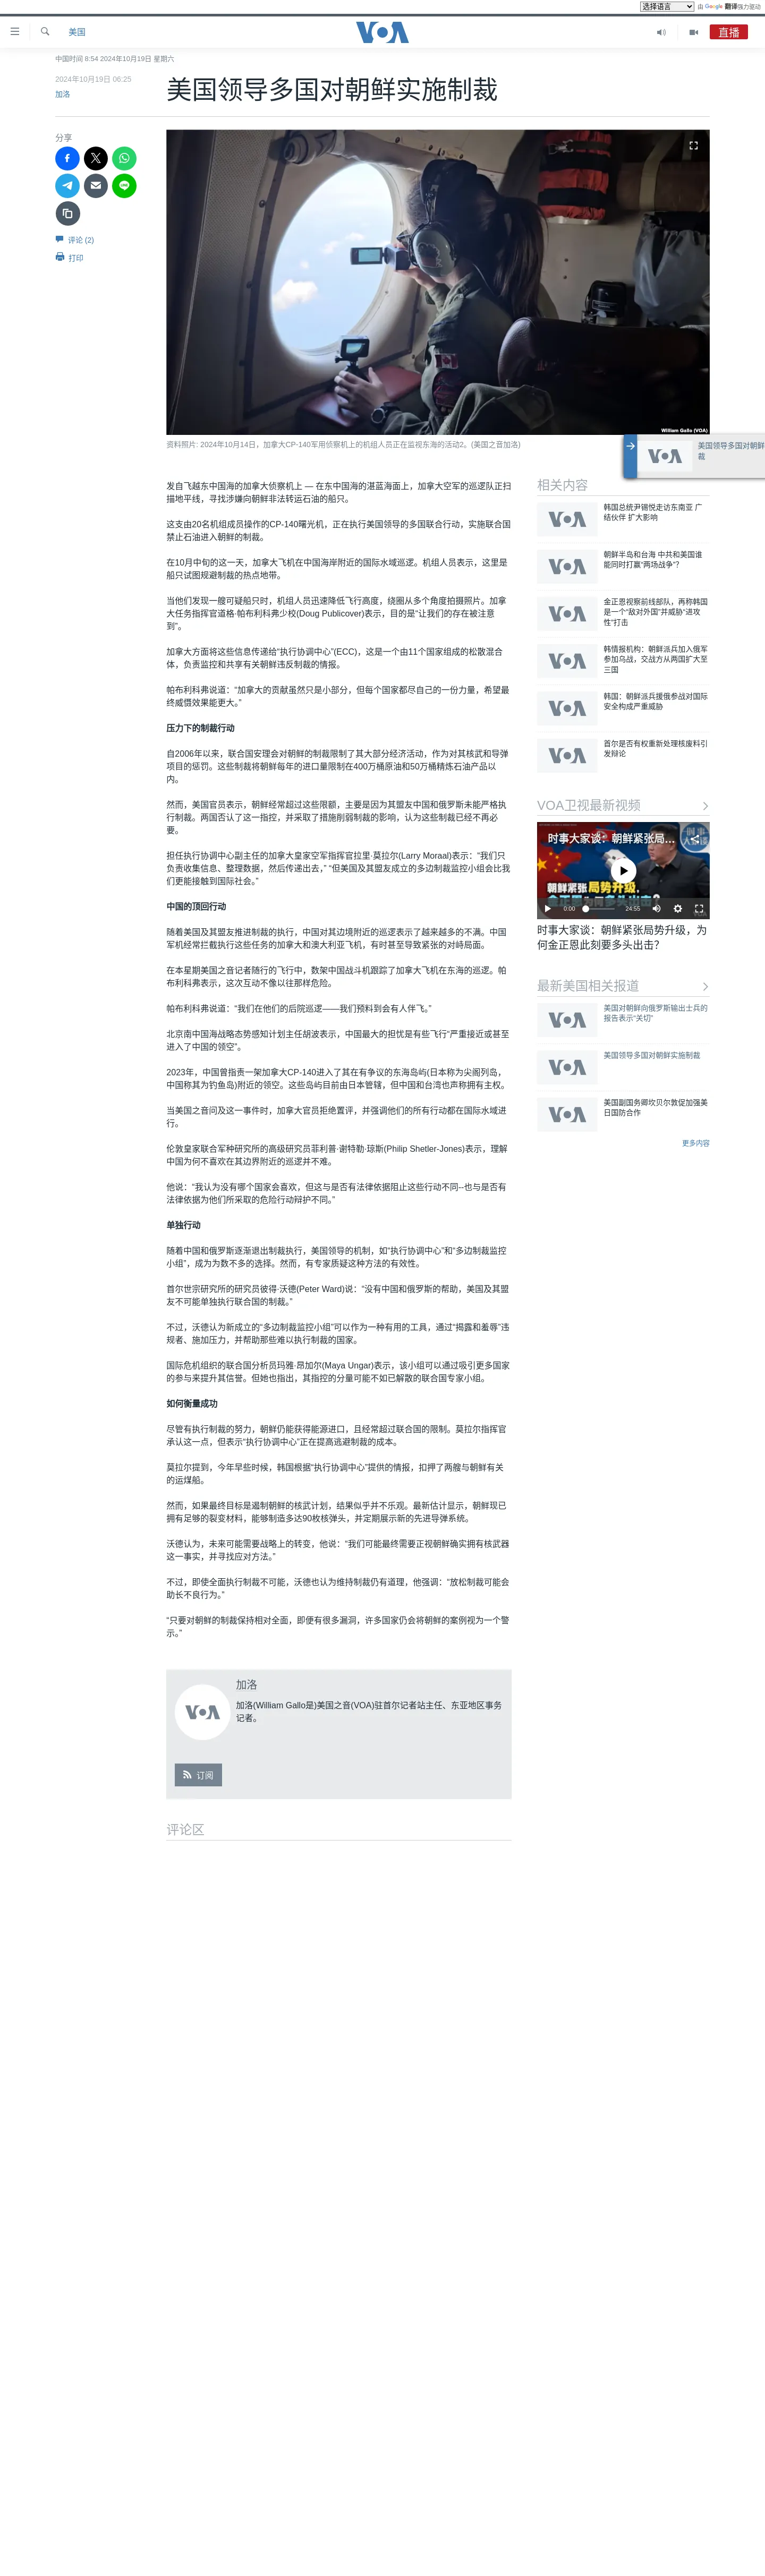 选择语言 由 Google 翻译强力驱动
美国
VOA
直播
中国时间 8:54 2024年10月19日 星期六
2024年10月19日 06:25
加洛
美国领导多国对朝鲜实施制裁
分享
评论 (2)
打印
William Gallo (VOA)
资料照片: 2024年10月14日，加拿大CP-140军用侦察机上的机组人员正在监视东海的活动2。(美国之音加洛)
VOA
美国领导多国对朝鲜
裁
发自飞越东中国海的加拿大侦察机上 — 在东中国海的湛蓝海面上，加拿大空军的巡逻队正扫
描地平线，寻找涉嫌向朝鲜非法转运石油的船只。
这支由20名机组成员操作的CP-140曙光机，正在执行美国领导的多国联合行动，实施联合国
禁止石油进入朝鲜的制裁。
在10月中旬的这一天，加拿大飞机在中国海岸附近的国际水域巡逻。机组人员表示，这里是
船只试图规避制裁的热点地带。
当他们发现一艘可疑船只时，机组人员迅速降低飞行高度，绕圈从多个角度拍摄照片。加拿大
任务指挥官道格·帕布利科弗少校(Doug Publicover)表示，目的是“让我们的存在被注意
到”。
加拿大方面将这些信息传递给“执行协调中心”(ECC)，这是一个由11个国家组成的松散混合
体，负责监控和共享有关朝鲜违反制裁的情报。
帕布利科弗说道：“加拿大的贡献虽然只是小部分，但每个国家都尽自己的一份力量，希望最
终威慑效果能更大。”
压力下的制裁行动
自2006年以来，联合国安理会对朝鲜的制裁限制了其大部分经济活动，作为对其核武和导弹
项目的惩罚。这些制裁将朝鲜每年的进口量限制在400万桶原油和50万桶精炼石油产品以
内。
然而，美国官员表示，朝鲜经常超过这些限额，主要是因为其盟友中国和俄罗斯未能严格执
行制裁。两国否认了这一指控，并采取了措施削弱制裁的影响，认为这些制裁已经不再必
要。
担任执行协调中心副主任的加拿大皇家空军指挥官拉里·莫拉尔(Larry Moraal)表示：“我们只
负责收集信息、整理数据，然后传递出去，” “但美国及其盟友成立的多边制裁监控小组会比我
们更能接触到国际社会。”
中国的顶回行动
随着美国及其盟友推进制裁的执行，中国对其边境附近的巡逻表示了越来越多的不满。中国
军机经常拦截执行这些任务的加拿大和澳大利亚飞机，有时甚至导致紧张的对峙局面。
在本星期美国之音记者随行的飞行中，数架中国战斗机跟踪了加拿大飞机在东海的巡逻。帕
布利科弗表示，这次互动不像以往那样危险。
帕布利科弗说道：“我们在他们的后院巡逻——我们预料到会有人伴飞。”
北京南中国海战略态势感知计划主任胡波表示，中国最大的担忧是有些飞行“严重接近或甚至
进入了中国的领空”。
2023年，中国曾指责一架加拿大CP-140进入了其在有争议的东海岛屿(日本称为尖阁列岛，
中国称其为钓鱼岛)附近的领空。这些岛屿目前由日本管辖，但中国和台湾也声称拥有主权。
当美国之音问及这一事件时，加拿大官员拒绝置评，并强调他们的所有行动都在国际水域进
行。
伦敦皇家联合军种研究所的高级研究员菲利普·谢特勒-琼斯(Philip Shetler-Jones)表示，理解
中国为何不喜欢在其边界附近的巡逻并不难。
他说：“我认为没有哪个国家会喜欢，但这与是否有法律依据阻止这些行动不同--也与是否有
法律依据为他们所采取的危险行动辩护不同。”
单独行动
随着中国和俄罗斯逐渐退出制裁执行，美国领导的机制，如“执行协调中心”和“多边制裁监控
小组”，成为为数不多的选择。然而，有专家质疑这种方法的有效性。
首尔世宗研究所的研究员彼得·沃德(Peter Ward)说：“没有中国和俄罗斯的帮助，美国及其盟
友不可能单独执行联合国的制裁。”
不过，沃德认为新成立的“多边制裁监控小组”可以作为一种有用的工具，通过“揭露和羞辱”违
规者、施加压力，并帮助那些难以执行制裁的国家。
国际危机组织的联合国分析员玛雅·昂加尔(Maya Ungar)表示，该小组可以通过吸引更多国家
的参与来提升其信誉。但她也指出，其指控的分量可能不如已解散的联合国专家小组。
如何衡量成功
尽管有执行制裁的努力，朝鲜仍能获得能源进口，且经常超过联合国的限制。莫拉尔指挥官
承认这一点，但表示“执行协调中心”正在提高逃避制裁的成本。
莫拉尔提到，今年早些时候，韩国根据“执行协调中心”提供的情报，扣押了两艘与朝鲜有关
的运煤船。
然而，如果最终目标是遏制朝鲜的核武计划，结果似乎并不乐观。最新估计显示，朝鲜现已
拥有足够的裂变材料，能够制造多达90枚核弹头，并定期展示新的先进导弹系统。
沃德认为，未来可能需要战略上的转变，他说：“我们可能最终需要正视朝鲜确实拥有核武器
这一事实，并寻找应对方法。”
不过，即使全面执行制裁不可能，沃德也认为维持制裁仍有道理，他强调：“放松制裁可能会
助长不良行为。”
“只要对朝鲜的制裁保持相对全面，即便有很多漏洞，许多国家仍会将朝鲜的案例视为一个警
示。”
VOA
加洛
加洛(William Gallo是)美国之音(VOA)驻首尔记者站主任、东亚地区事务
记者。
订阅
评论区
相关内容
VOA
韩国总统尹锡悦走访东南亚 广
结伙伴 扩大影响
VOA
朝鲜半岛和台海 中共和美国谁
能同时打赢“两场战争”？
VOA
金正恩视察前线部队，再称韩国
是一个“敌对外国”并威胁“进攻
性”打击
VOA
韩情报机构：朝鲜派兵加入俄军
参加乌战，交战方从两国扩大至
三国
VOA
韩国：朝鲜派兵援俄参战对国际
安全构成严重威胁
VOA
首尔是否有权重新处理核废料引
发辩论
VOA卫视最新视频
时事大家谈：朝鲜紧张局...
朝鲜紧张局势升级，
金正恩为何多头出击？
0:00 24:55
时事大家谈：朝鲜紧张局势升级，为
何金正恩此刻要多头出击？
最新美国相关报道
VOA
美国对朝鲜向俄罗斯输出士兵的
报告表示“关切”
VOA
美国领导多国对朝鲜实施制裁
VOA
美国副国务卿坎贝尔敦促加强美
日国防合作
更多内容